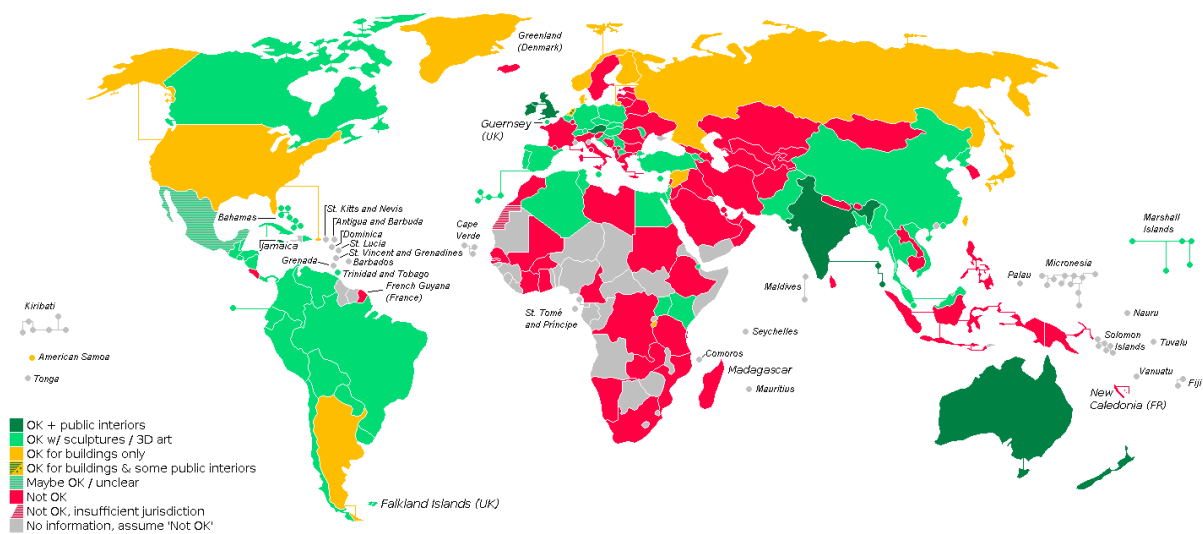 Greenland
(Denmark)
Guernsey
(UK)
Bahamas
Jamaica
St. Kitts and Nevis
Antigua and Barbuda
Dominica
St. Lucia
St. Vincent and Grenadines
Barbados
Grenada
Trinidad and Tobago
French Guyana
(France)
Cape
Verde
St. Tomé
and Príncipe
Maldives
Seychelles
Comoros
Madagascar
Mauritius
Marshall
Islands
Micronesia
Palau
Nauru
Solomon
Islands
Tuvalu
Vanuatu
Fiji
New
Caledonia (FR)
Kiribati
American Samoa
Tonga
Falkland Islands (UK)
OK + public interiors
OK w/ sculptures / 3D art
OK for buildings only
OK for buildings & some public interiors
Maybe OK / unclear
Not OK
Not OK, insufficient jurisdiction
No information, assume 'Not OK'